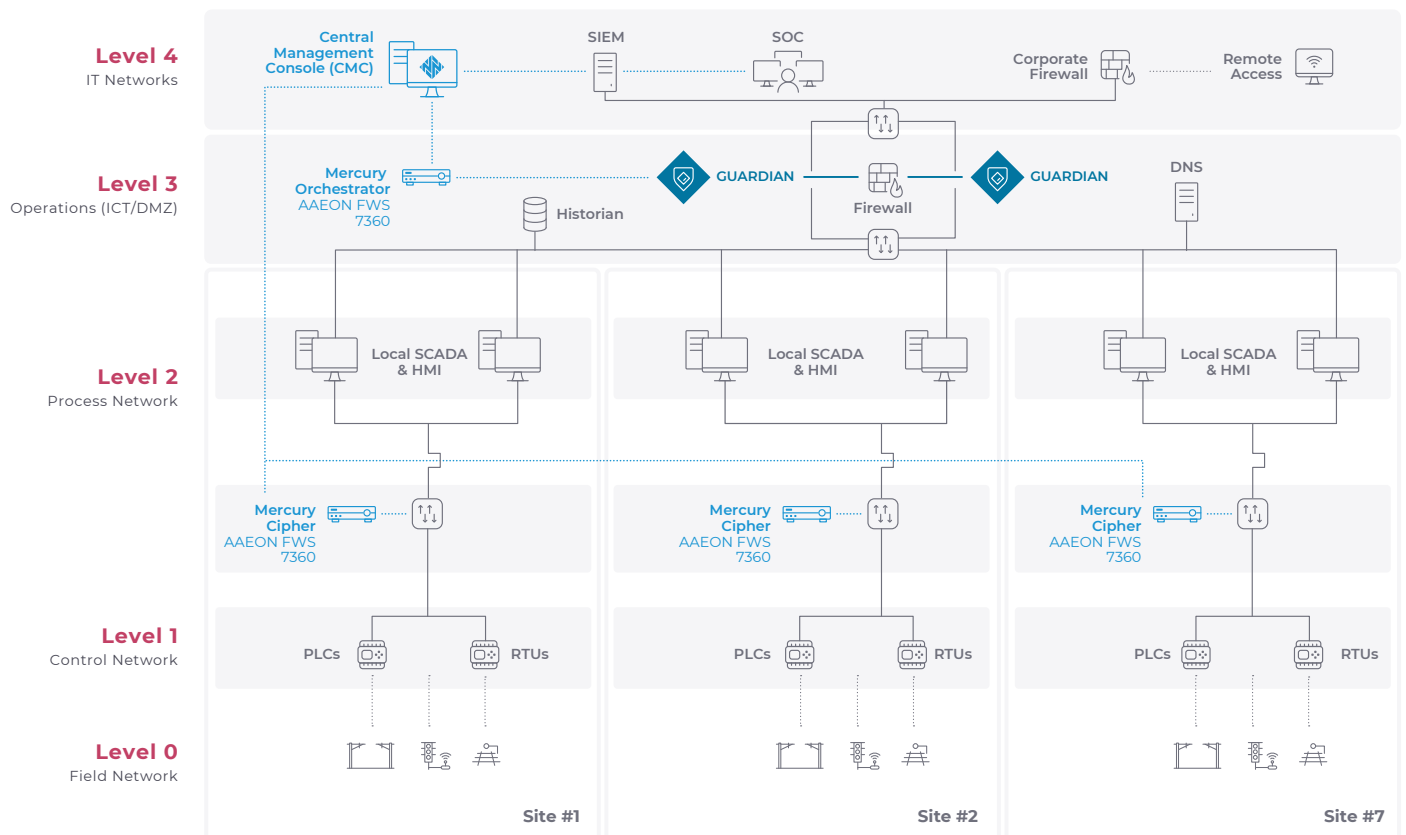 Level 4
IT Networks
Central
Management
Console (CMC)
SIEM
SOC
Corporate
Firewall
Remote
Access
Level 3
Operations (ICT/DMZ)
Mercury
Orchestrator
AAEON FWS
7360
Historian
GUARDIAN
Firewall
GUARDIAN
DNS
Level 2
Process Network
Local SCADA
& HMI
Local SCADA
& HMI
Local SCADA
& HMI
Mercury
Cipher
AAEON FWS
7360
Mercury
Cipher
AAEON FWS
7360
Mercury
Cipher
AAEON FWS
7360
Level 1
Control Network
PLCs
RTUs
PLCs
RTUs
PLCs
RTUs
Level 0
Field Network
Site #1
Site #2
Site #7